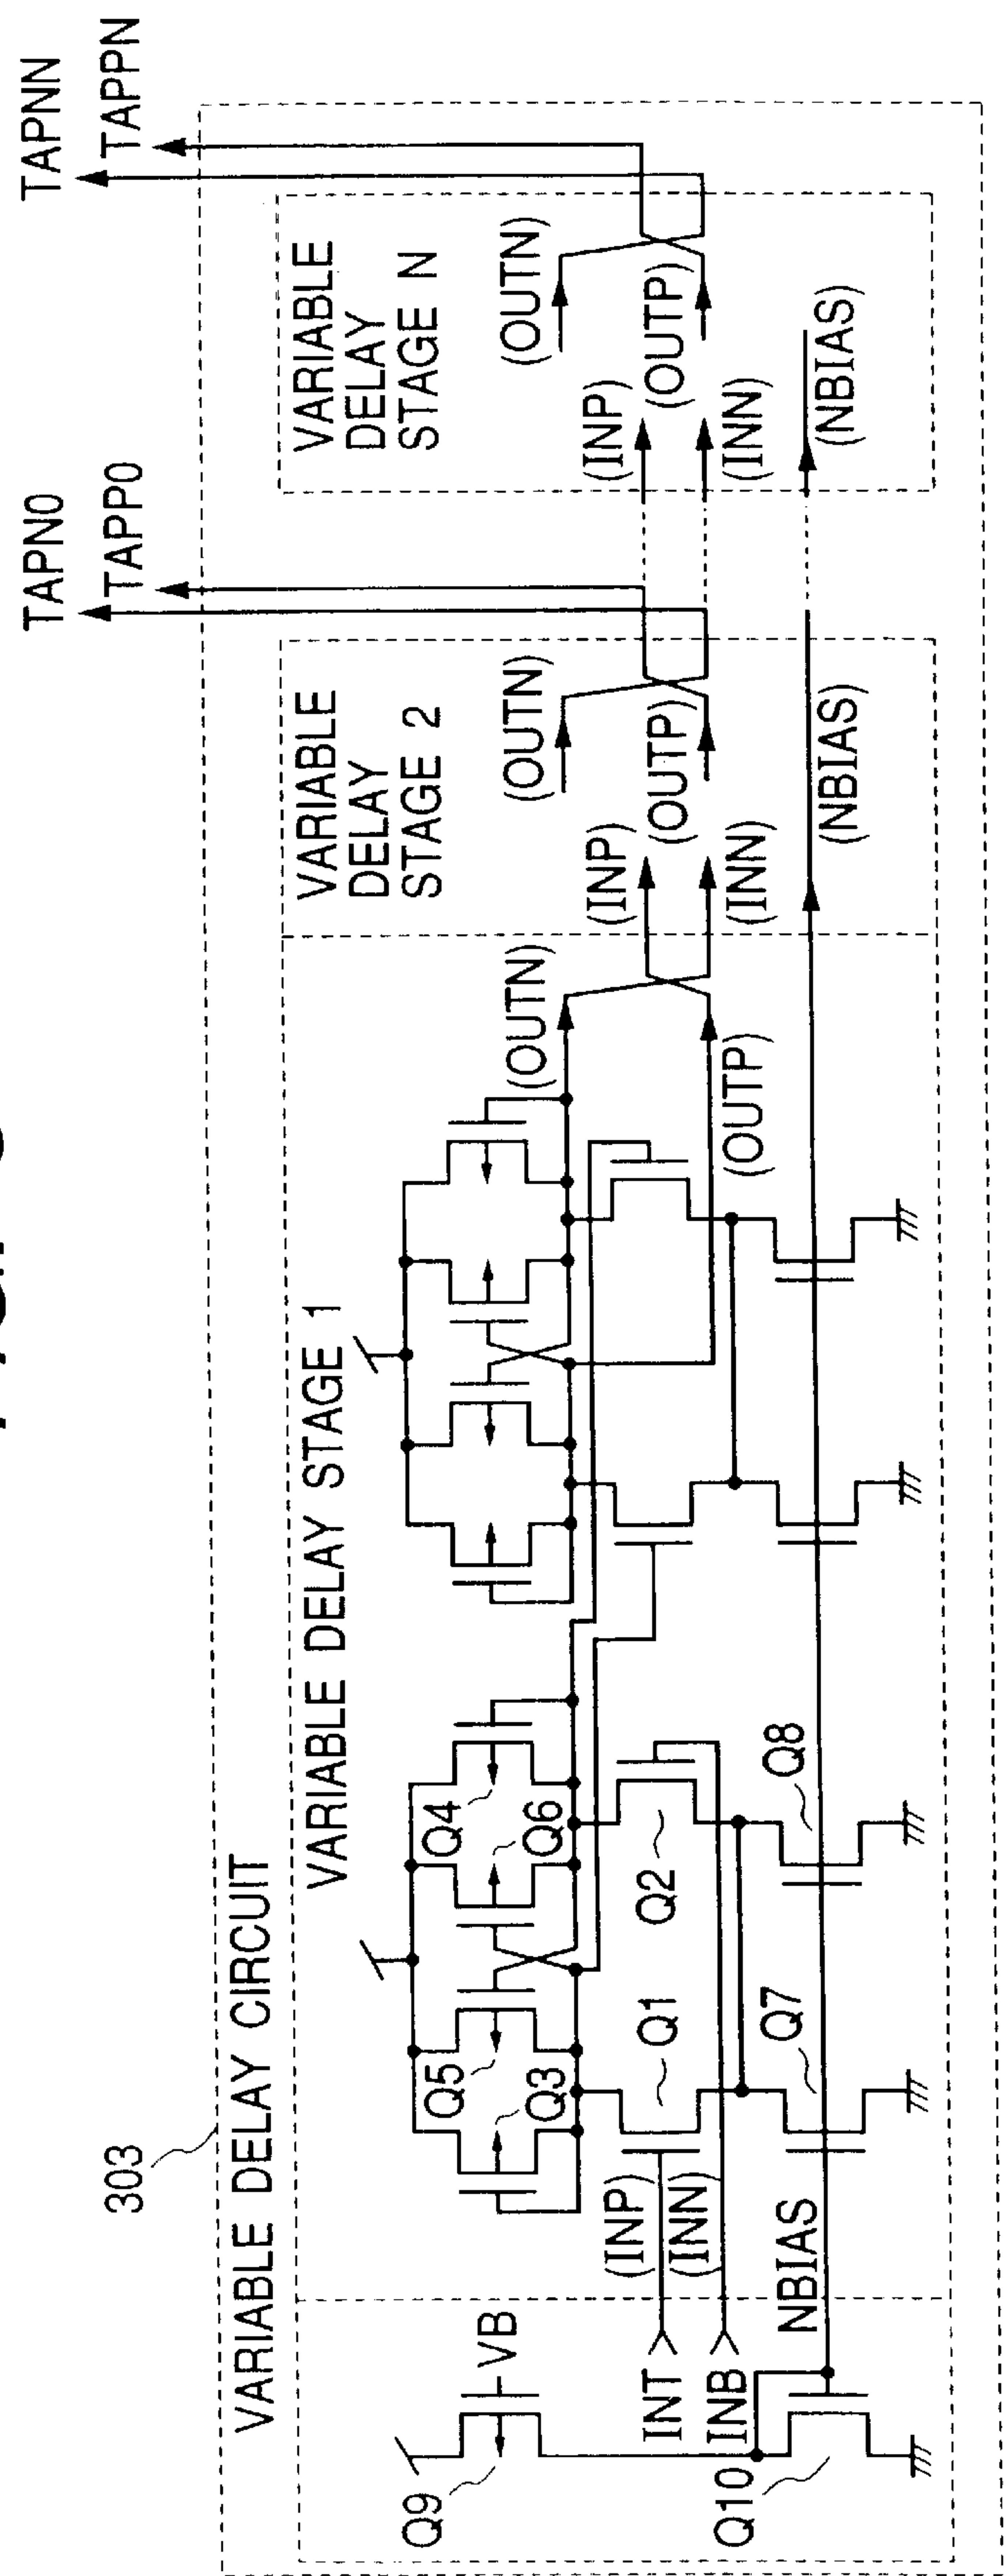 303
VARIABLE DELAY CIRCUIT
VARIABLE DELAY STAGE 1
VARIABLE
DELAY
STAGE 2
VARIABLE
DELAY
STAGE N
TAPN0
TAPP0
TAPNN
TAPPN
Q9
VB
Q10
INT
INB
(INP)
(INN)
NBIAS
Q5
Q3
Q4
Q6
Q1
Q2
Q7
Q8
(OUTN)
(OUTP)
(INP)
(INN)
(OUTN)
(OUTP)
(NBIAS)
(INP)
(INN)
(OUTN)
(OUTP)
(NBIAS)